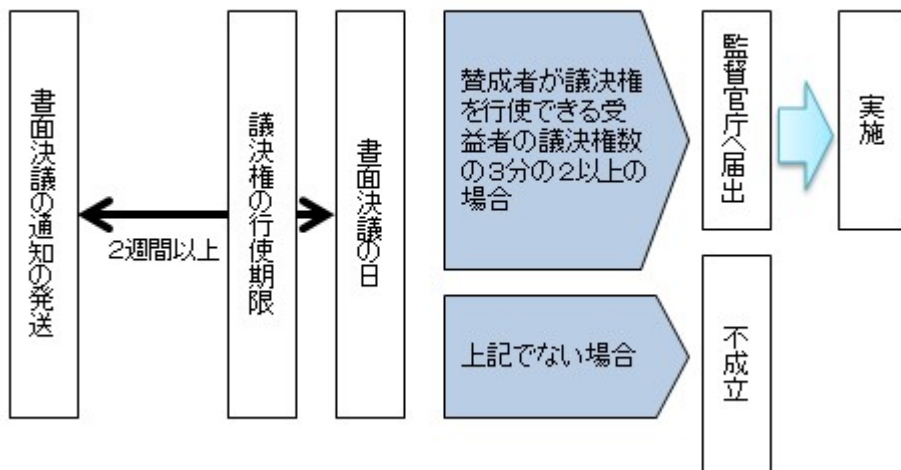 書面決議の通知の発送
2週間以上
議決権の行使期限
書面決議の日
賛成者が議決権
を行使できる受
益者の議決権数
の3分の2以上の
場合
監督官庁へ届出
実施
上記でない場合
不成立